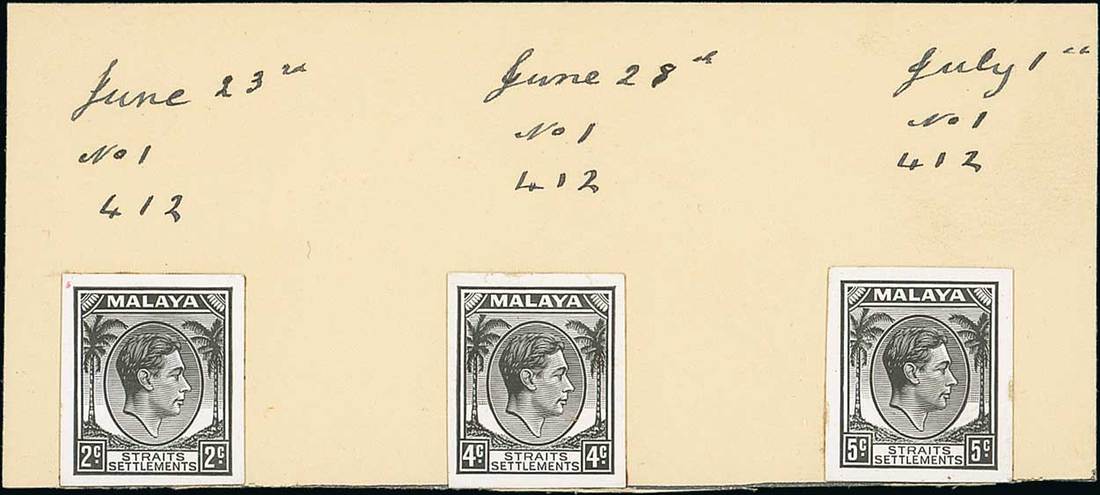 June 23rd
No 1
412
MALAYA
2c 2c
STRAITS
SETTLEMENTS
June 28th
No 1
412
MALAYA
4c 4c
STRAITS
SETTLEMENTS
July 1st
No 1
412
MALAYA
5c 5c
STRAITS
SETTLEMENTS